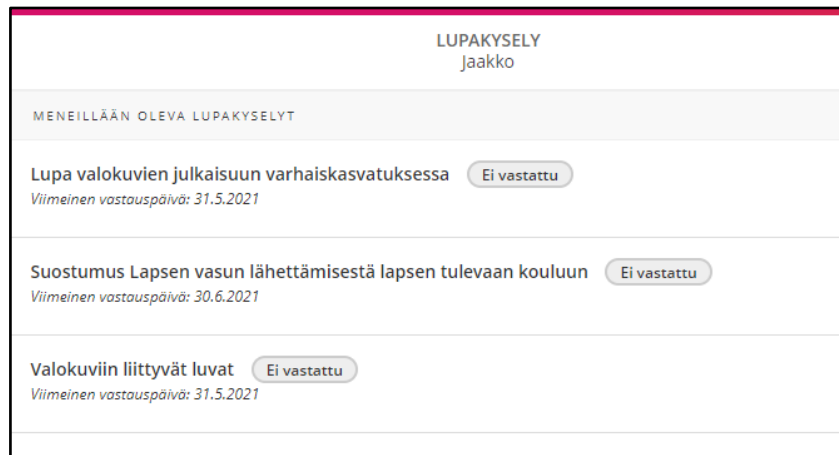 LUPAKYSELY
Jaakko
MENEILLÄÄN OLEVA LUPAKYSELYT
Lupa valokuvien julkaisuun varhaiskasvatuksessa Ei vastattu
Viimeinen vastauspäivä: 31.5.2021
Suostumus Lapsen vasun lähettämisestä lapsen tulevaan kouluun Ei vastattu
Viimeinen vastauspäivä: 30.6.2021
Valokuviin liittyvät luvat Ei vastattu
Viimeinen vastauspäivä: 31.5.2021